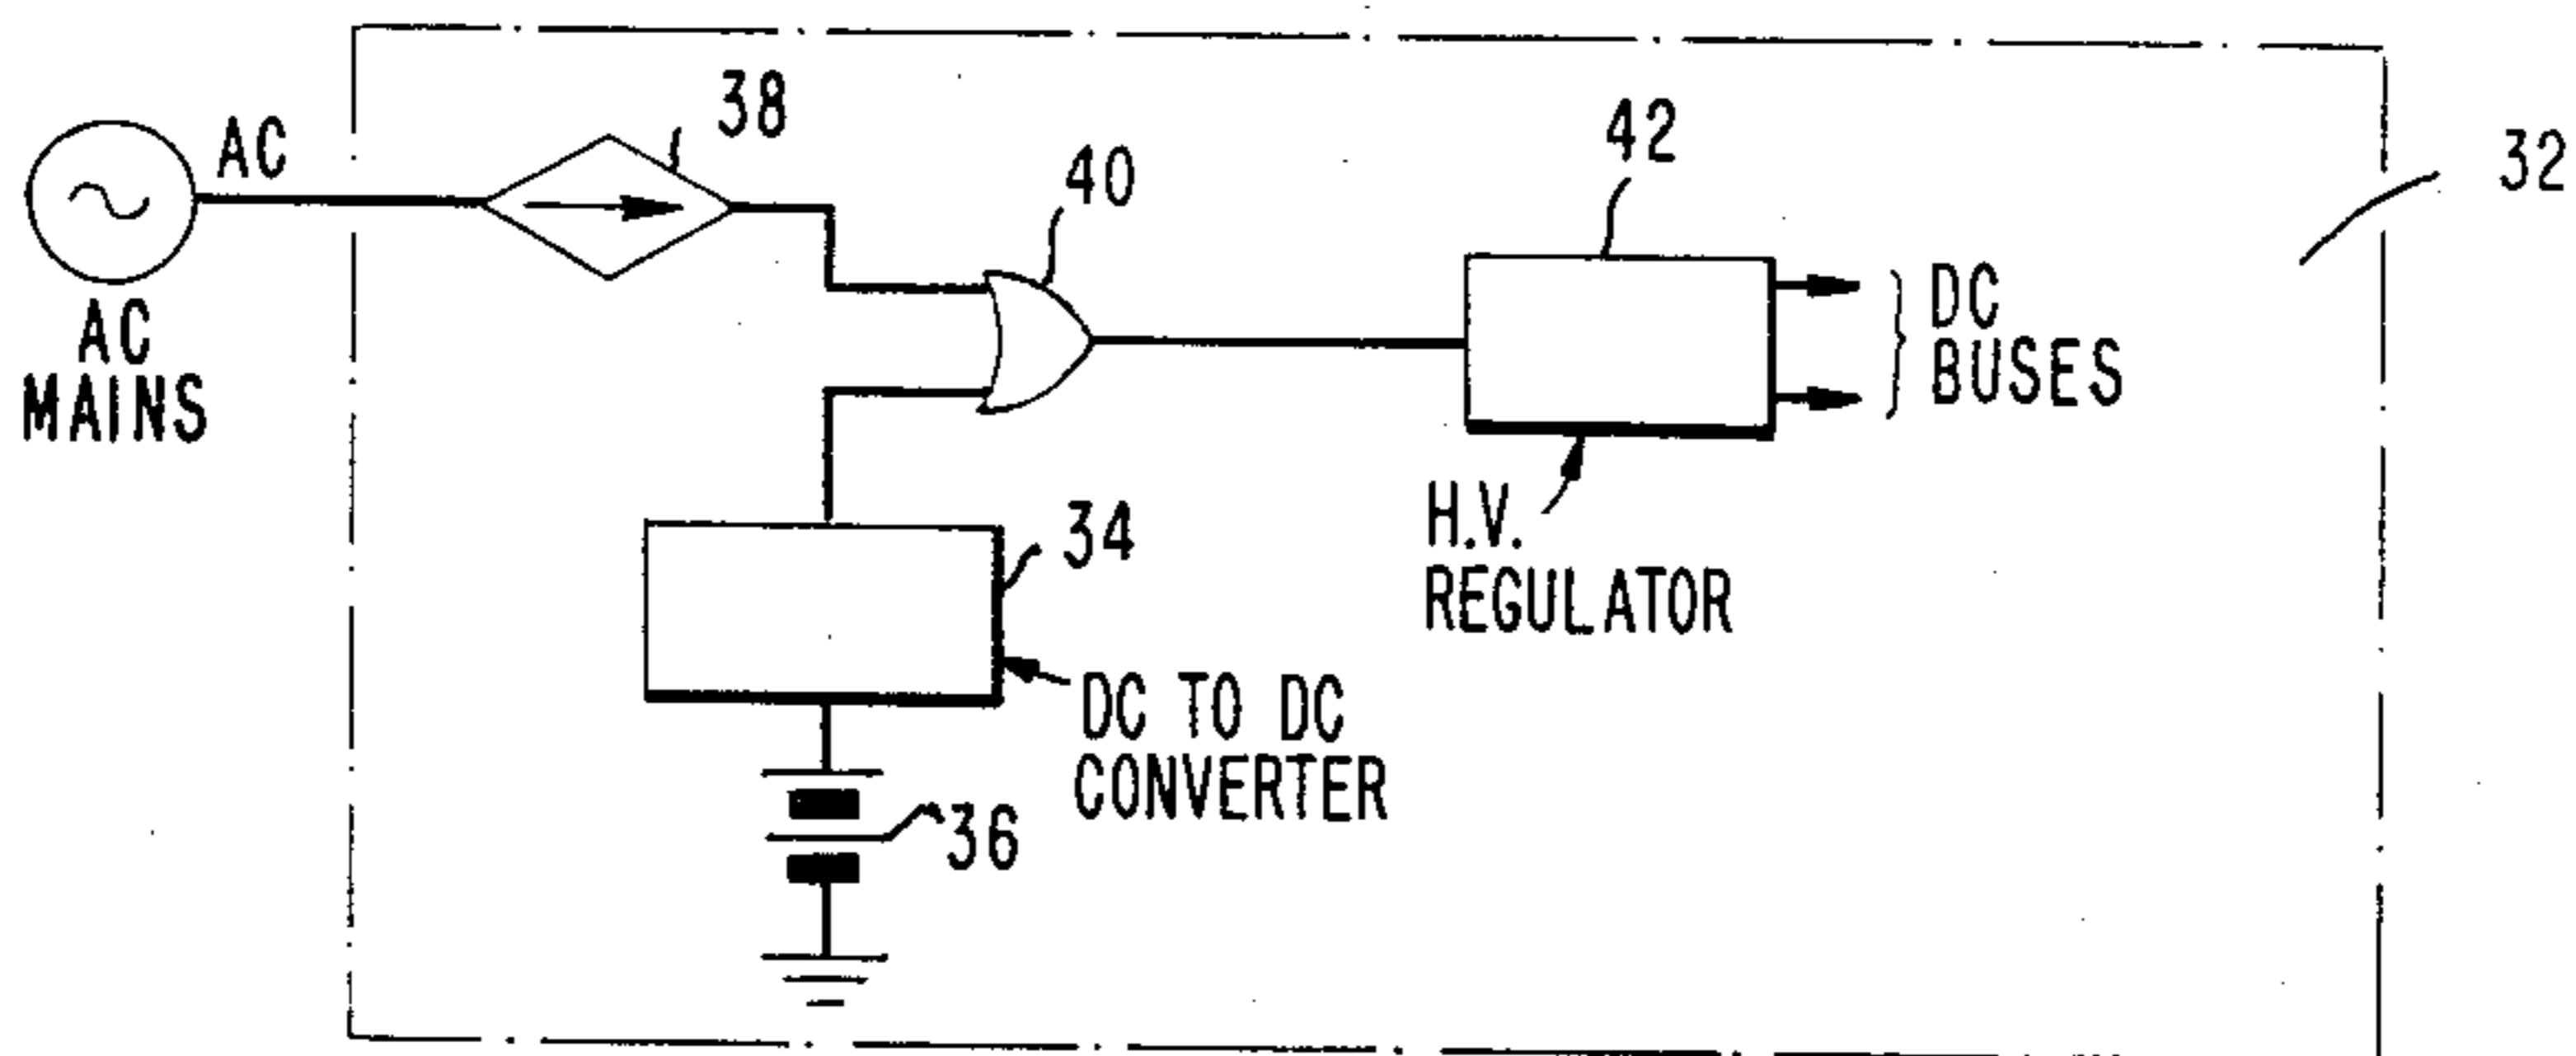 38
AC
40
42
32
AC
MAINS
DC
BUSES
H.V.
REGULATOR
34
DC TO DC
CONVERTER
36